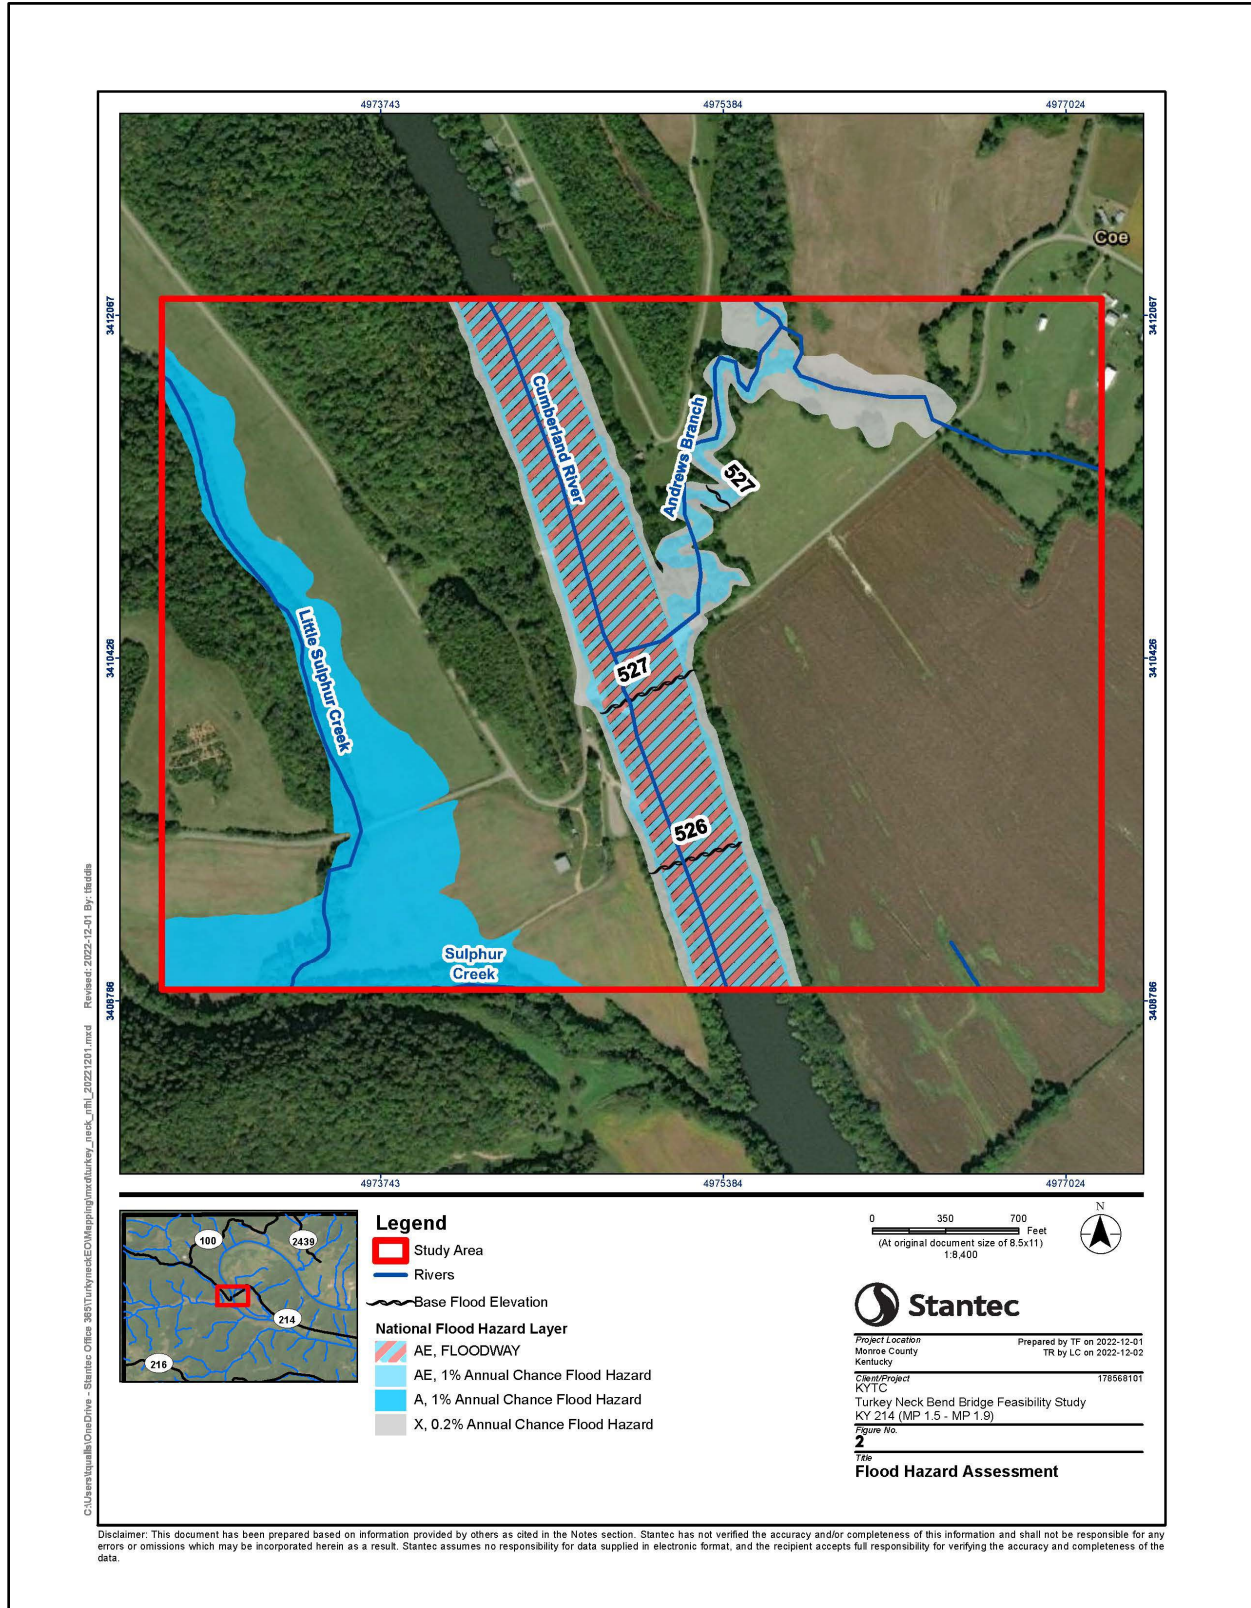 4973743
4975384
4977024
Coe
3412067
3412067
Cumberland River
Andrews Branch
527
Little Sulphur Creek
3410426
3410426
527
526
Sulphur
Creek
3408786
3408786
4973743
4975384
4977024
C:\Users\tqualls\OneDrive - Stantec Office 365\TurkyneckEO\Mapping\mxd\turkey_neck_nfhl_20221201.mxd Revised: 2022-12-01 By: tfaddis
100
2439
214
216
Legend
Study Area
Rivers
Base Flood Elevation
National Flood Hazard Layer
AE, FLOODWAY
AE, 1% Annual Chance Flood Hazard
A, 1% Annual Chance Flood Hazard
X, 0.2% Annual Chance Flood Hazard
0 350 700
Feet
(At original document size of 8.5x11)
1:8,400
N
Stantec
Project Location
Prepared by TF on 2022-12-01
Monroe County
TR by LC on 2022-12-02
Kentucky
Client/Project
178568101
KYTC
Turkey Neck Bend Bridge Feasibility Study
KY 214 (MP 1.5 - MP 1.9)
Figure No.
2
Title
Flood Hazard Assessment
Disclaimer: This document has been prepared based on information provided by others as cited in the Notes section. Stantec has not verified the accuracy and/or completeness of this information and shall not be responsible for any
errors or omissions which may be incorporated herein as a result. Stantec assumes no responsibility for data supplied in electronic format, and the recipient accepts full responsibility for verifying the accuracy and completeness of the
data.